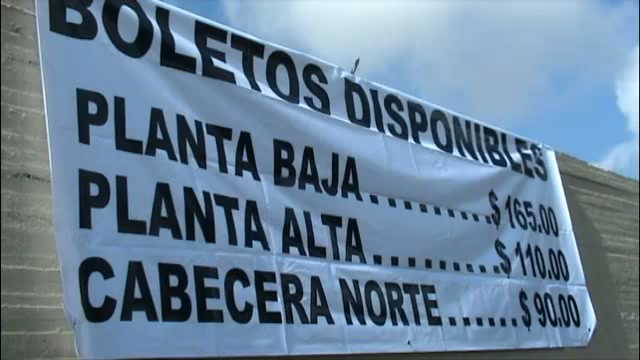 BOLETOS DISPONIBLES
PLANTA BAJA..........$ 165.00
PLANTA ALTA..........$ 110.00
CABECERA NORTE......$ 90.00